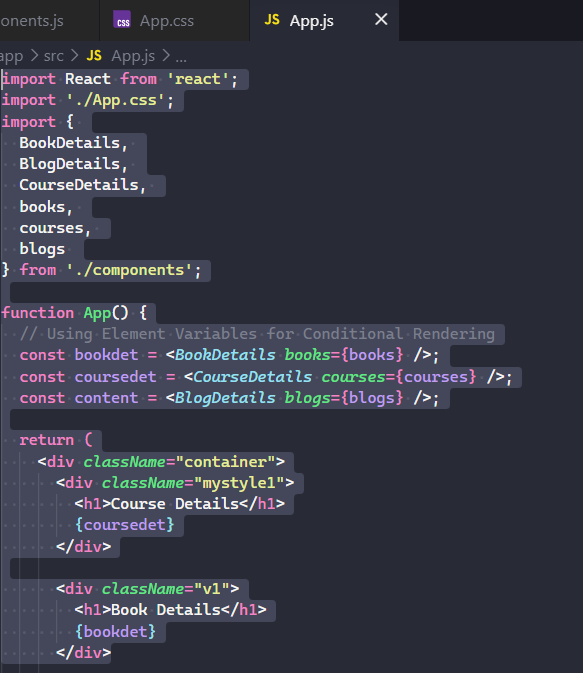 onents.js
CSS App.css
JS App.js ✕
app > src > JS App.js > ...
import React from 'react';
import './App.css';
import {
  BookDetails,
  BlogDetails,
  CourseDetails,
  books,
  courses,
  blogs
} from './components';

function App() {
  // Using Element Variables for Conditional Rendering
  const bookdet = <BookDetails books={books} />;
  const coursedet = <CourseDetails courses={courses} />;
  const content = <BlogDetails blogs={blogs} />;

  return (
    <div className="container">
      <div className="mystyle1">
        <h1>Course Details</h1>
        {coursedet}
      </div>

      <div className="v1">
        <h1>Book Details</h1>
        {bookdet}
      </div>